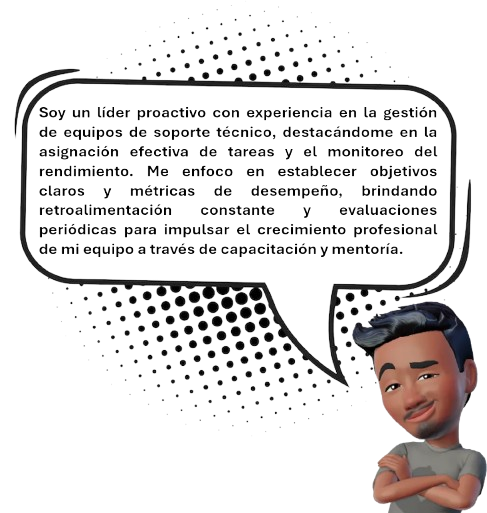 Soy un líder proactivo con experiencia en la gestión
de equipos de soporte técnico, destacándome en la
asignación efectiva de tareas y el monitoreo del
rendimiento. Me enfoco en establecer objetivos
claros y métricas de desempeño, brindando
retroalimentación constante y evaluaciones
periódicas para impulsar el crecimiento profesional
de mi equipo a través de capacitación y mentoría.